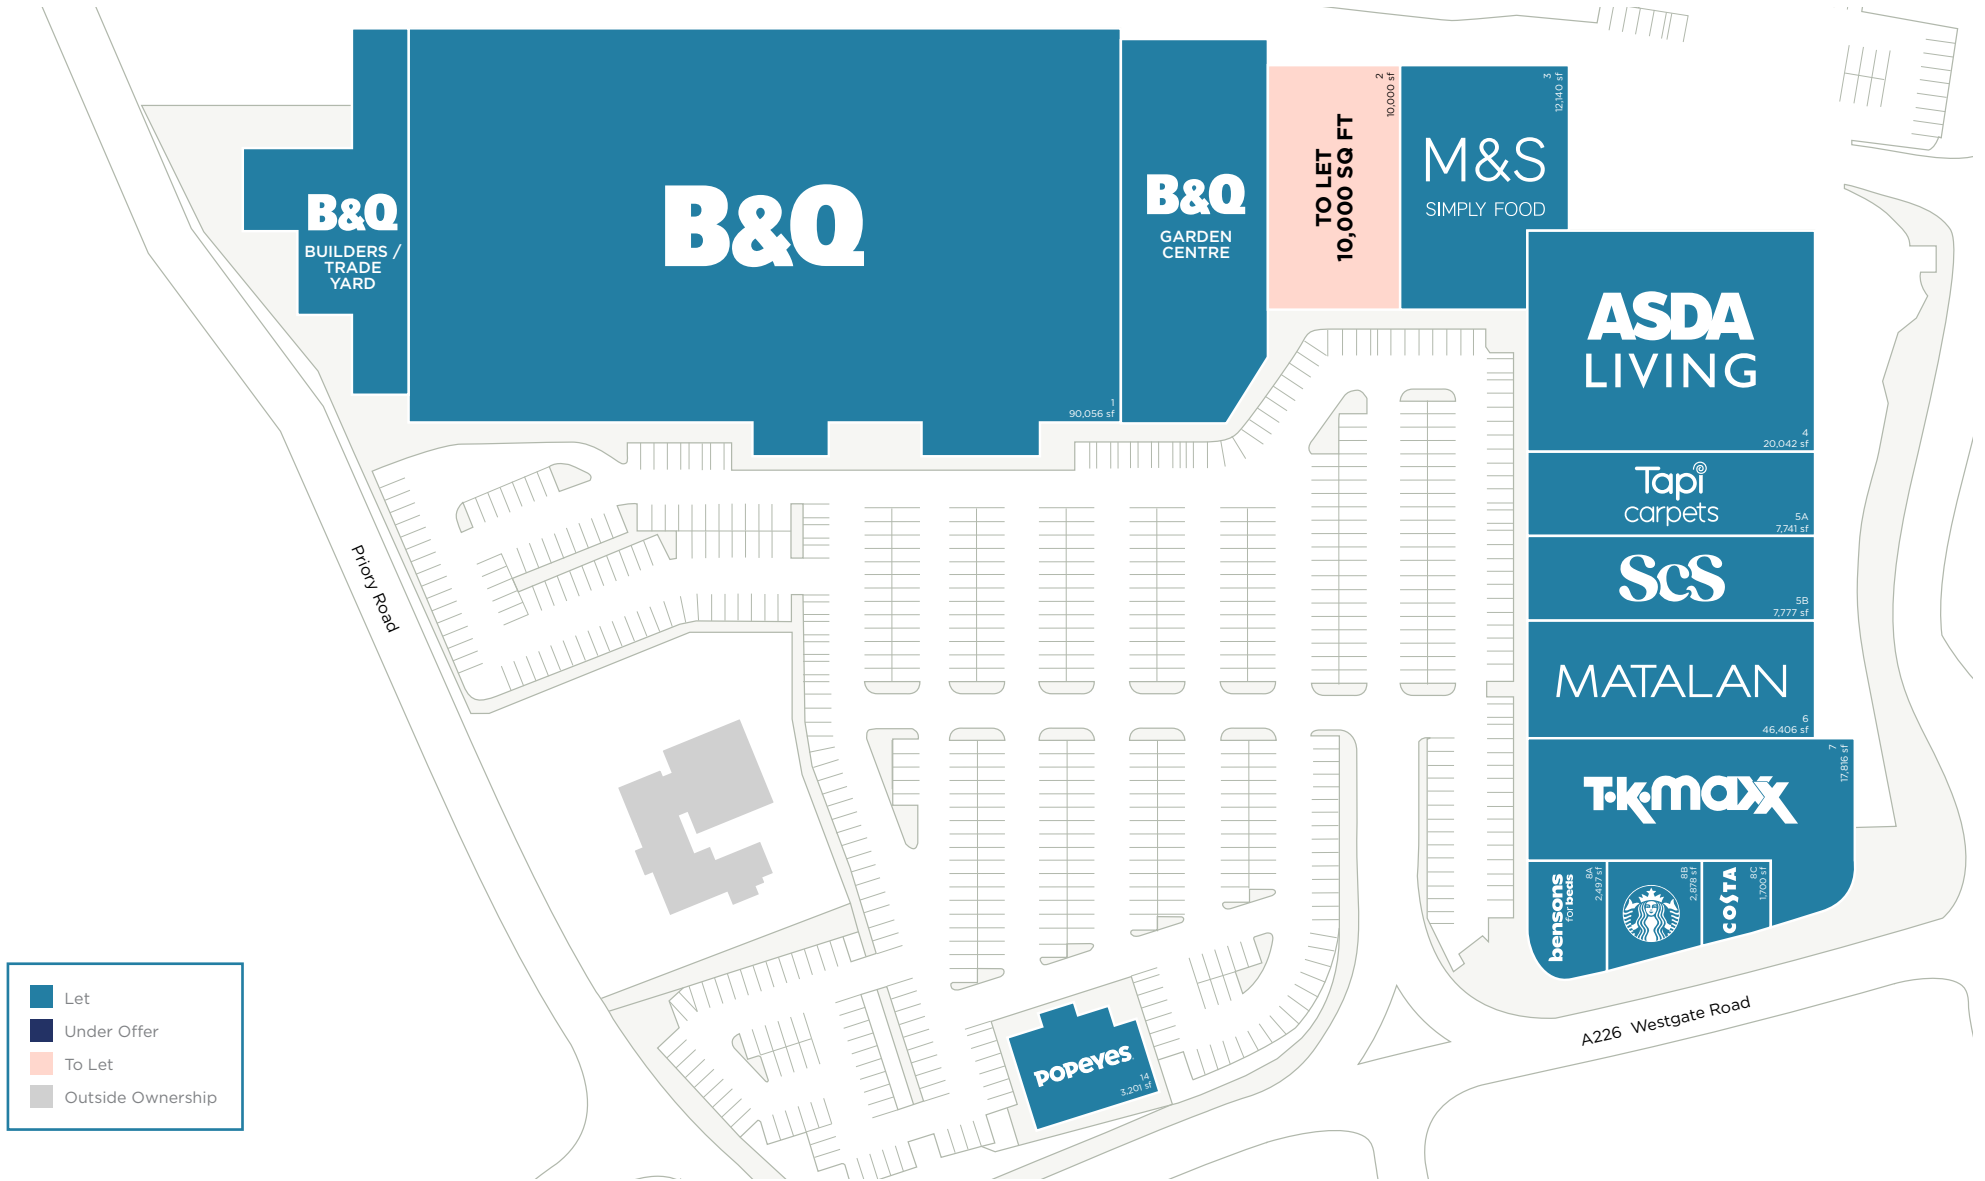 B&Q
BUILDERS /
TRADE
YARD
B&Q
1
90,056 sf
B&Q
GARDEN
CENTRE
TO LET
10,000 SQ FT
2
10,000 sf
M&S
SIMPLY FOOD
3
12,140 sf
ASDA
LIVING
4
20,042 sf
Tapi
carpets
5A
7,741 sf
ScS
5B
7,777 sf
MATALAN
6
46,406 sf
T·K·maxx
7
17,816 sf
bensons
for beds
8A
2,497 sf
8B
2,878 sf
COSTA
8C
1,700 sf
POPEYES
14
3,201 sf
Priory Road
A226 Westgate Road
Let
Under Offer
To Let
Outside Ownership